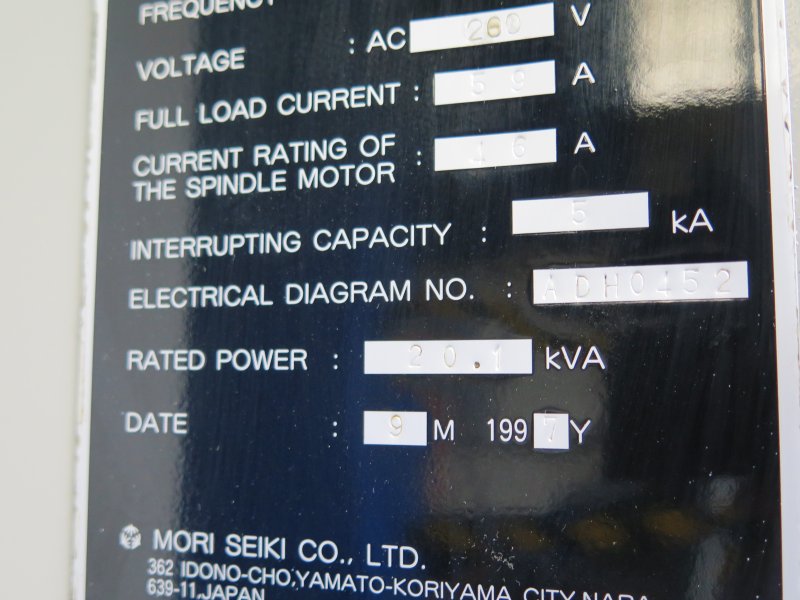 FREQUENCY
VOLTAGE : AC 200 V
FULL LOAD CURRENT : 59 A
CURRENT RATING OF
THE SPINDLE MOTOR : 16 A
INTERRUPTING CAPACITY : 5 kA
ELECTRICAL DIAGRAM NO. : ADH0452
RATED POWER : 20.1 kVA
DATE : 9 M 1997 Y
MORI SEIKI CO., LTD.
362 IDONO-CHO,YAMATO-KORIYAMA CITY,NARA
639-11,JAPAN